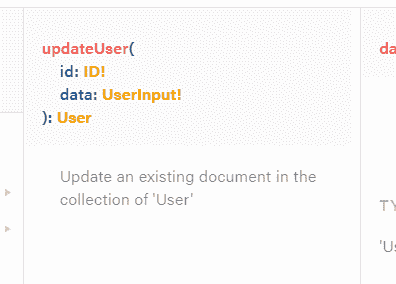 updateUser(
id: ID!
data: UserInput!
): User
Update an existing document in the
collection of 'User'
da
TY
'Us